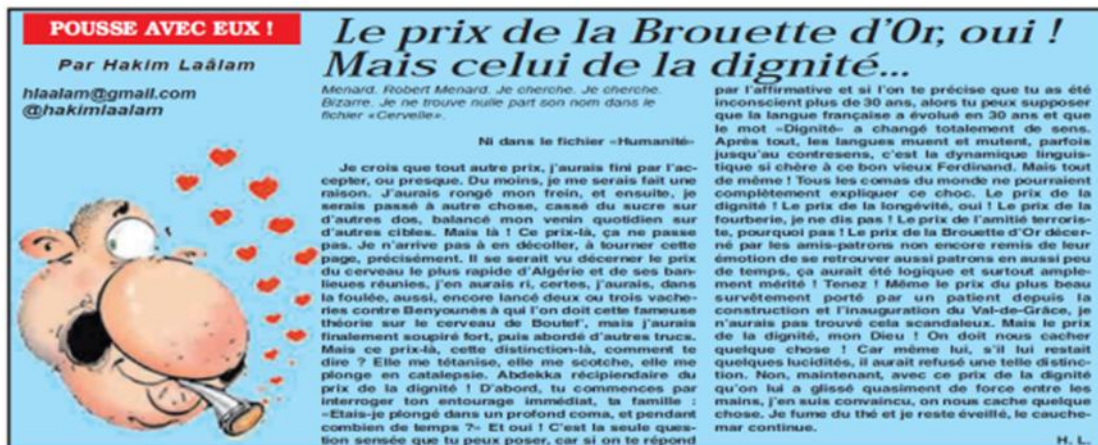 POUSSE AVEC EUX !
Par Hakim Laâlam
hlaalam@gmail.com
@hakimlaalam
Le prix de la Brouette d'Or, oui !
Mais celui de la dignité...
Menard. Robert Menard. Je cherche. Je cherche.
Bizarre. Je ne trouve nulle part son nom dans le
fichier «Cervelle».
Ni dans le fichier «Humanité»
Je crois que tout autre prix, j'aurais fini par l'ac-
cepter, ou presque. Du moins, je me serais fait une
raison. J'aurais rongé mon frein, et ensuite, je
serais passé à autre chose, cassé du sucre sur
d'autres dos, balancé mon venin quotidien sur
d'autres cibles. Mais là ! Ce prix-là, ça ne passe
pas. Je n'arrive pas à en décoller, à tourner cette
page, précisément. Il se serait vu décerner le prix
du cerveau le plus rapide d'Algérie et de ses ban-
lieues réunies, j'en aurais ri, certes, j'aurais, dans
la foulée, aussi, encore lancé deux ou trois vache-
ries contre Benyounès à qui l'on doit cette fameuse
théorie sur le cerveau de Boutef', mais j'aurais
finalement soupiré fort, puis abordé d'autres trucs.
Mais ce prix-là, cette distinction-là, comment te
dire ? Elle me tétanise, elle me scotche, elle me
plonge en catalepsie. Abdekka récipiendaire du
prix de la dignité ! D'abord, tu commences par
interroger ton entourage immédiat, ta famille :
«Etais-je plongé dans un profond coma, et pendant
combien de temps ?» Et oui ! C'est la seule ques-
tion sensée que tu peux poser, car si on te répond
par l'affirmative et si l'on te précise que tu as été
inconscient plus de 30 ans, alors tu peux supposer
que la langue française a évolué en 30 ans et que
le mot «Dignité» a changé totalement de sens.
Après tout, les langues muent et mutent, parfois
jusqu'au contresens, c'est la dynamique linguis-
tique si chère à ce bon vieux Ferdinand. Mais tout
de même ! Tous les comas du monde ne pourraient
complètement expliquer ce choc. Le prix de la
dignité ! Le prix de la longévité, oui ! Le prix de la
fourberie, je ne dis pas ! Le prix de l'amitié terroris-
te, pourquoi pas ! Le prix de la Brouette d'Or décer-
né par les amis-patrons non encore remis de leur
émotion de se retrouver aussi patrons en aussi peu
de temps, ça aurait été logique et surtout ample-
ment mérité ! Tenez ! Même le prix du plus beau
survêtement porté par un patient depuis la
construction et l'inauguration du Val-de-Grâce, je
n'aurais pas trouvé cela scandaleux. Mais le prix
de la dignité, mon Dieu ! On doit nous cacher
quelque chose ! Car même lui, s'il lui restait
quelques lucidités, il aurait refusé une telle distinc-
tion. Non, maintenant, avec ce prix de la dignité
qu'on lui a glissé quasiment de force entre les
mains, j'en suis convaincu, on nous cache quelque
chose. Je fume du thé et je reste éveillé, le cauche-
mar continue.
H. L.